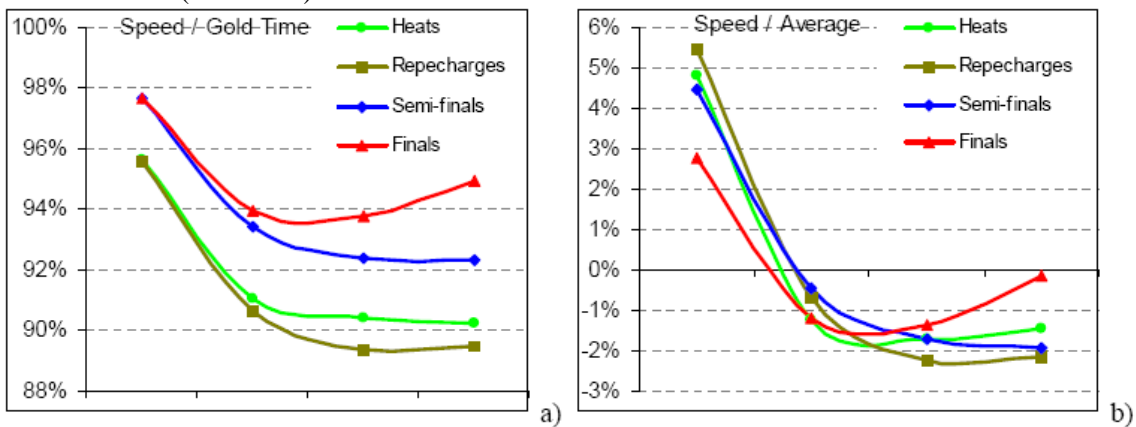 100%
98%
96%
94%
92%
90%
88%
Speed / Gold Time
Heats
Repecharges
Semi-finals
Finals
a)
6%
5%
4%
3%
2%
1%
0%
-1%
-2%
-3%
Speed / Average
Heats
Repecharges
Semi-finals
Finals
b)